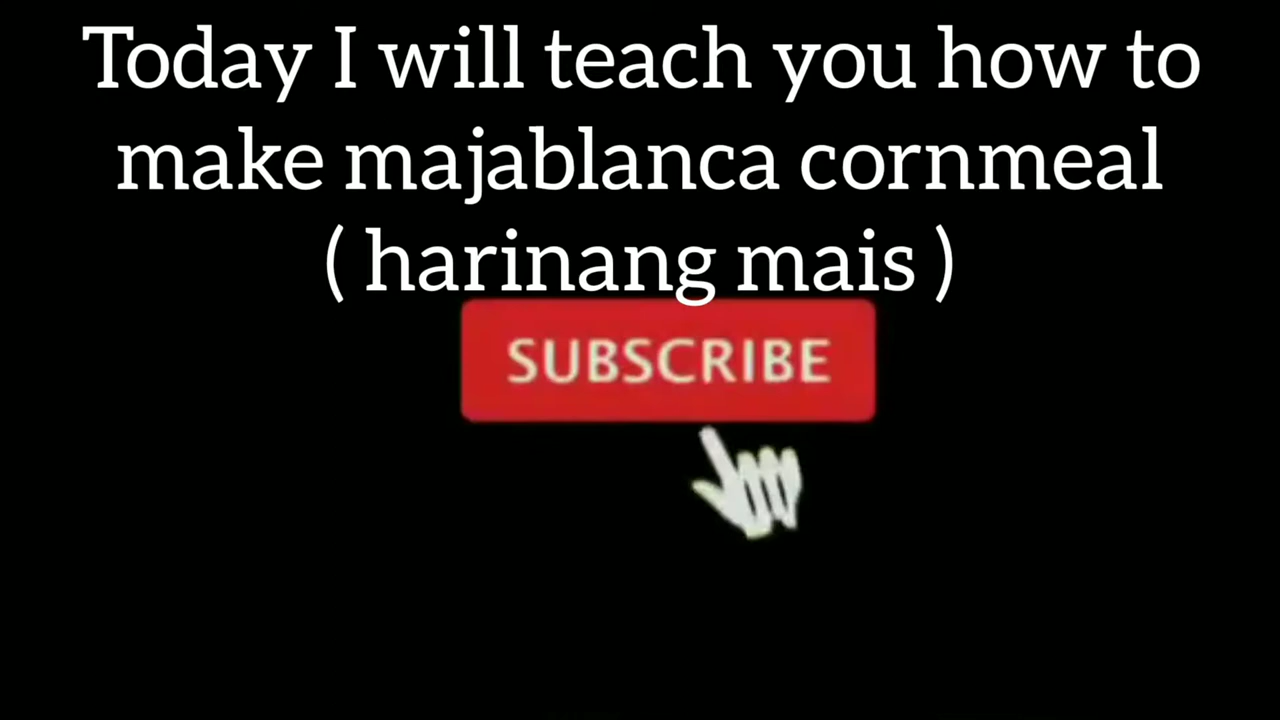 Today I will teach you how to
make majablanca cornmeal
( harinang mais )
SUBSCRIBE